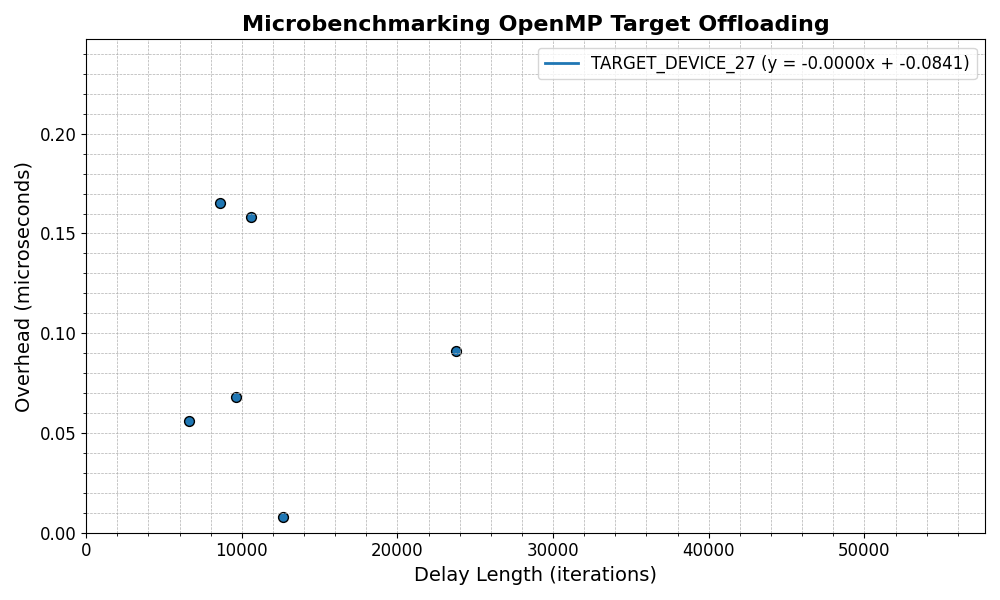 Microbenchmarking OpenMP Target Offloading
TARGET_DEVICE_27 (y = -0.0000x + -0.0841)
Overhead (microseconds)
0.20
0.15
0.10
0.05
0.00
0 10000 20000 30000 40000 50000
Delay Length (iterations)